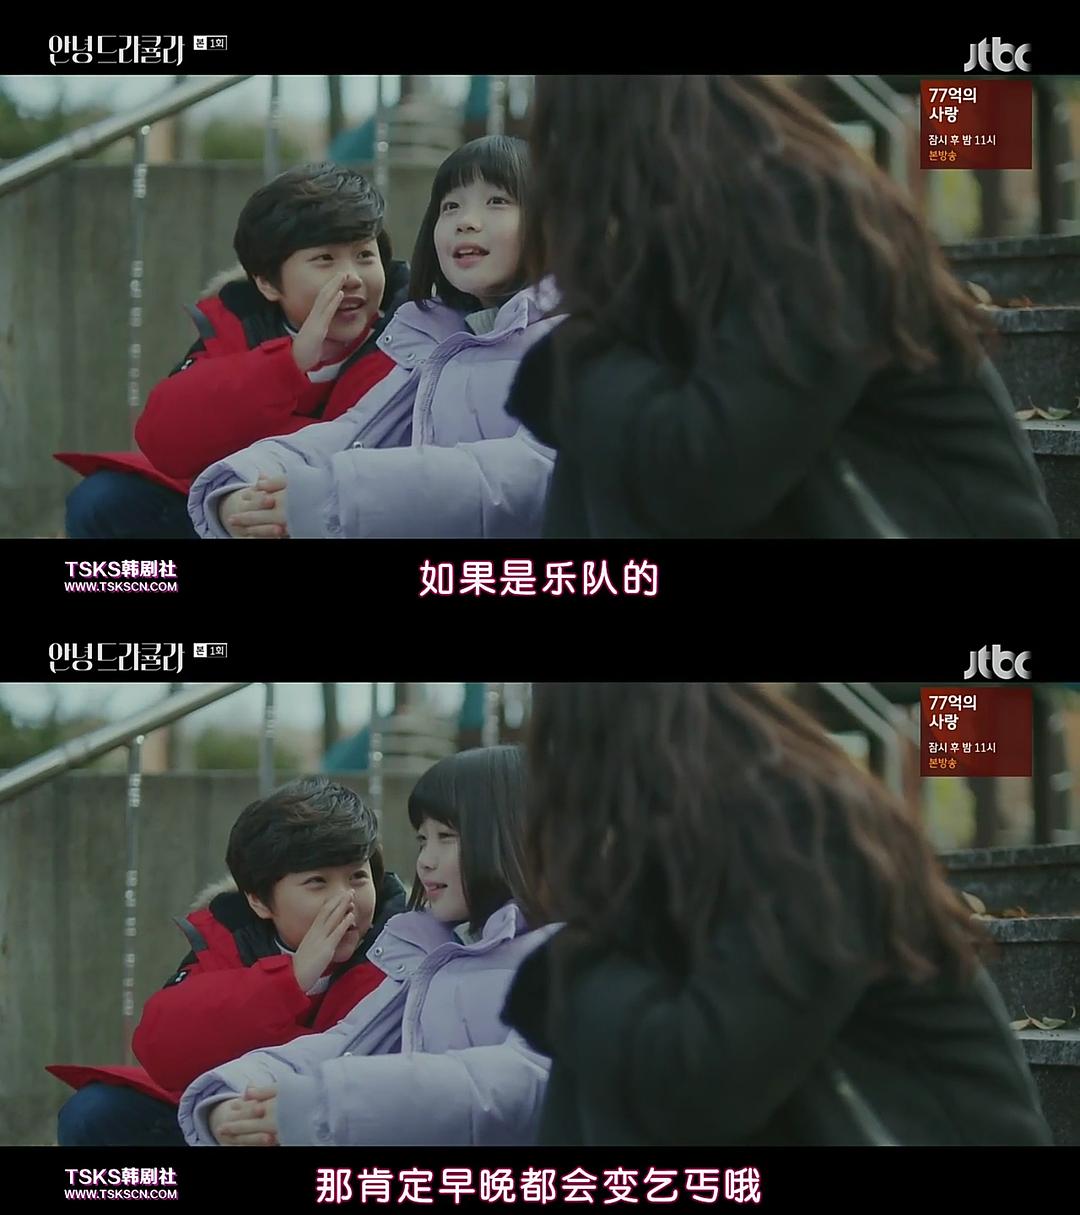 안녕 드라큘라 본 1회
jtbc
77억의
사랑
잠시 후 밤 11시
본방송
TSKS韩剧社
WWW.TSKSCN.COM
如果是乐队的
안녕 드라큘라 본 1회
jtbc
77억의
사랑
잠시 후 밤 11시
본방송
TSKS韩剧社
WWW.TSKSCN.COM
那肯定早晚都会变乞丐哦